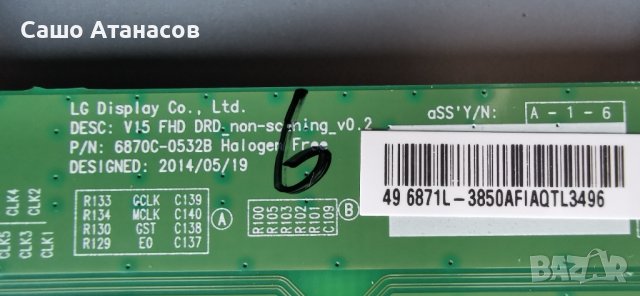 Сашо Атанасов
LG Display Co., Ltd.
DESC: V15 FHD DRD_non-scaning_v0.2
P/N: 6870C-0532B Halogen Free
DESIGNED: 2014/05/19
aSS'Y/N: A - 1 - 6
6
49 6871L-3850AFIAQTL3496
CLK4
CLK2
CLK5
CLK3
CLK1
R133 GCLK C139
R134 MCLK C140
R130 GST C138
R129 EO C137
A
R100
R105
R103
R102
R101
C109
B
bazar